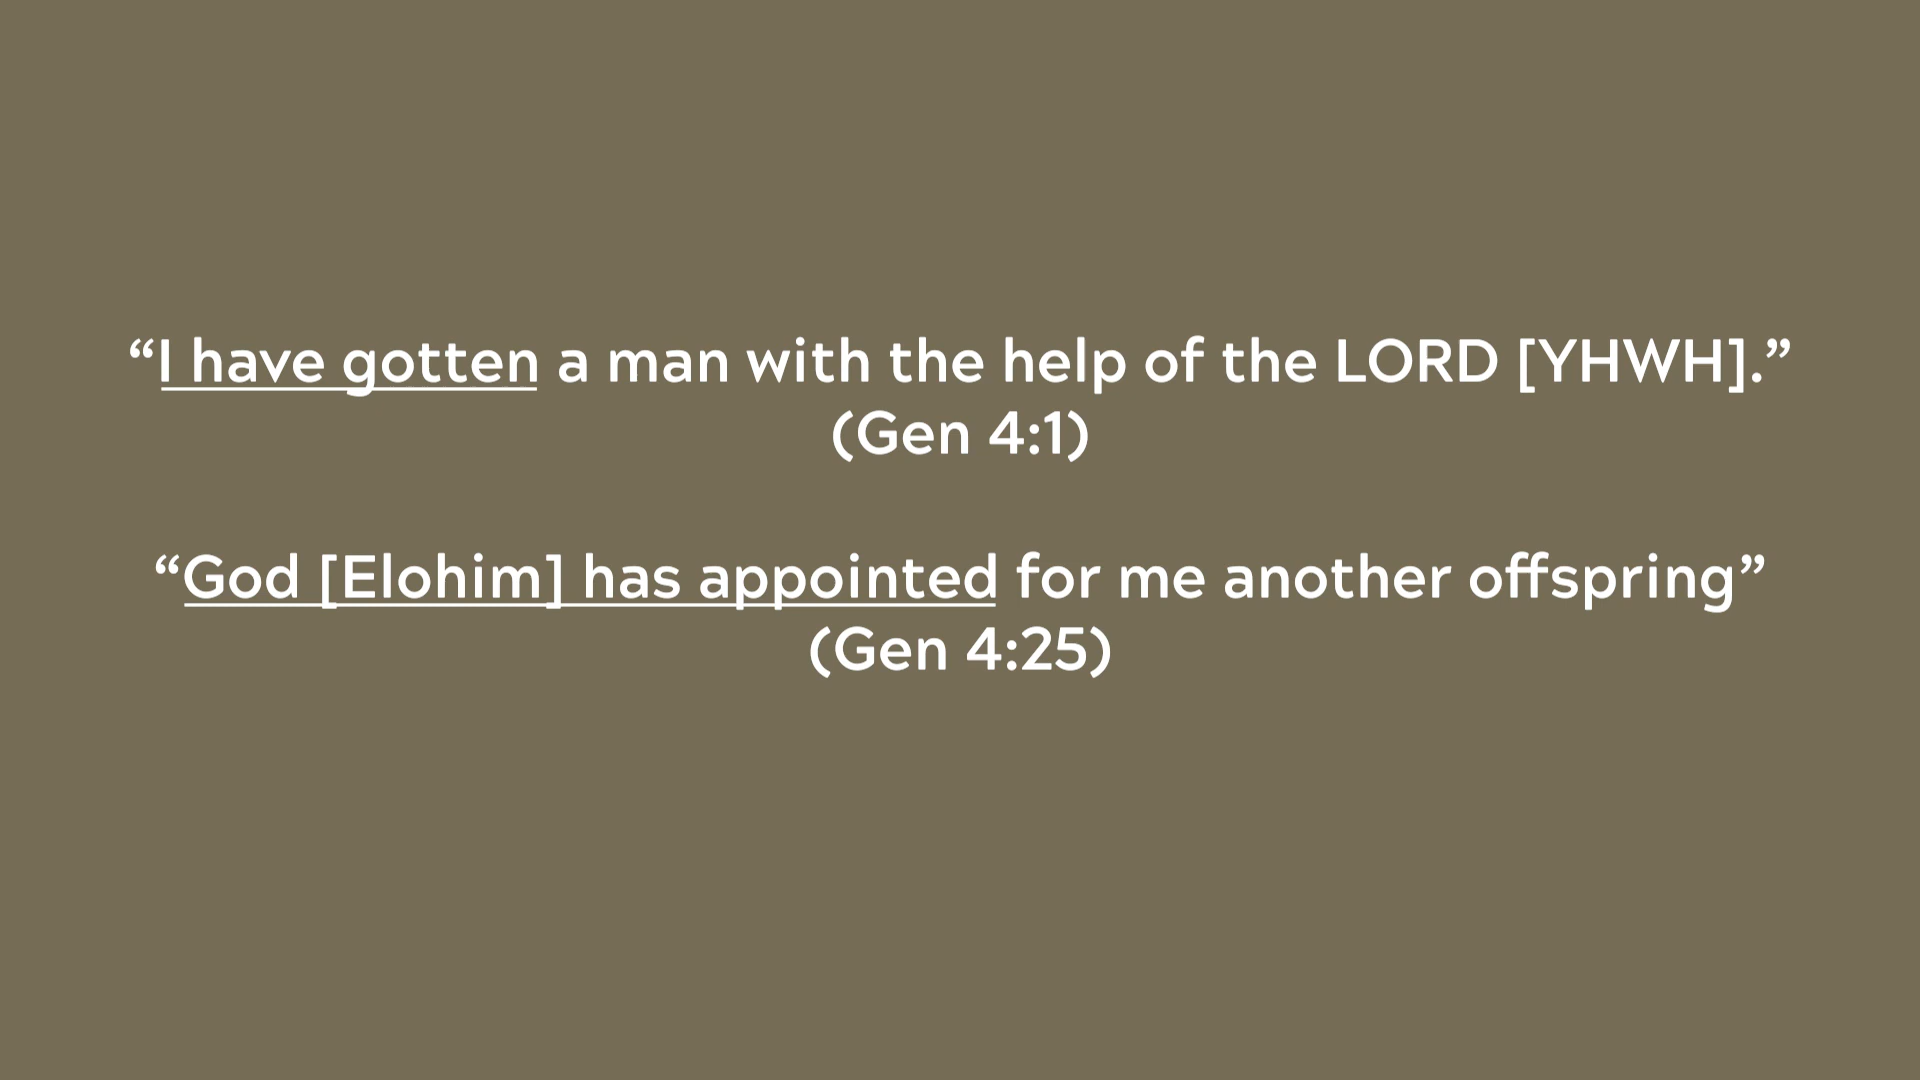 “I have gotten a man with the help of the LORD [YHWH].”
(Gen 4:1)
“God [Elohim] has appointed for me another offspring”
(Gen 4:25)